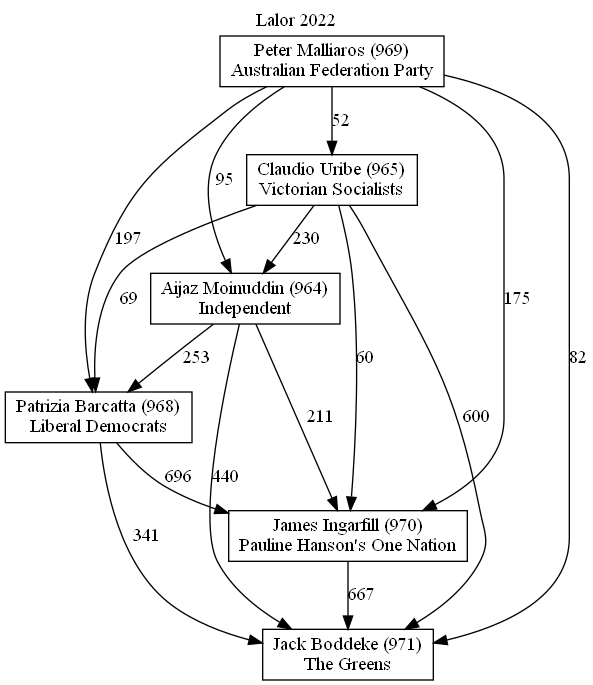 Lalor 2022
Peter Malliaros (969)
Australian Federation Party
52
Claudio Uribe (965)
Victorian Socialists
95
197
230
175
69
Aijaz Moinuddin (964)
Independent
253
60
82
Patrizia Barcatta (968)
Liberal Democrats
211
600
696
440
James Ingarfill (970)
Pauline Hanson's One Nation
341
667
Jack Boddeke (971)
The Greens